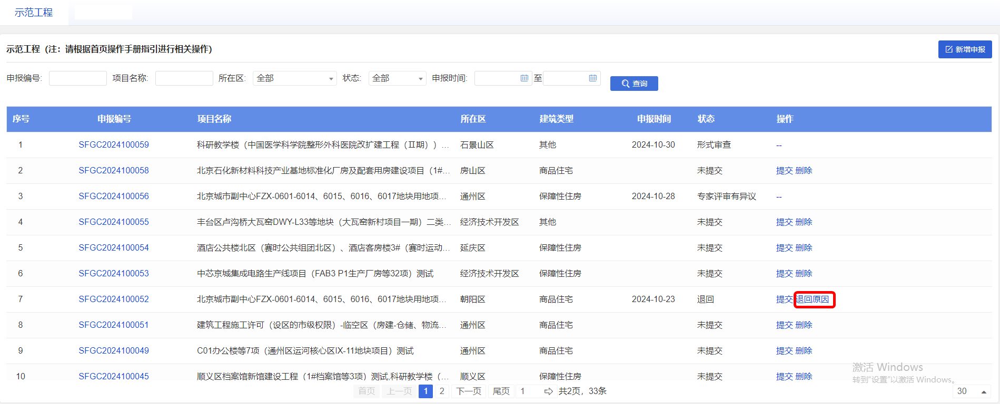 示范工程
示范工程（注：请根据首页操作手册指引进行相关操作）
新增申报
申报编号: 项目名称: 所在区: 全部 状态: 全部 申报时间: 至 查询
序号 申报编号 项目名称 所在区 建筑类型 申报时间 状态 操作
1 SFGC2024100059 科研教学楼（中国医学科学院整形外科医院改扩建工程（Ⅱ期））... 石景山区 其他 2024-10-30 形式审查 --
2 SFGC2024100058 北京石化新材料科技产业基地标准化厂房及配套用房建设项目（1#... 房山区 商品住宅 未提交 提交 删除
3 SFGC2024100056 北京城市副中心FZX-0601-6014、6015、6016、6017地块用地项... 通州区 保障性住房 2024-10-28 专家评审有异议 --
4 SFGC2024100055 丰台区卢沟桥大瓦窑DWY-L33等地块（大瓦窑新村项目一期）二类... 经济技术开发区 其他 未提交 提交 删除
5 SFGC2024100054 酒店公共楼北区（赛时公共组团北区）、酒店客房楼3#（赛时运动... 延庆区 保障性住房 未提交 提交 删除
6 SFGC2024100053 中芯京城集成电路生产线项目（FAB3 P1生产厂房等32项）测试 经济技术开发区 保障性住房 未提交 提交 删除
7 SFGC2024100052 北京城市副中心FZX-0601-6014、6015、6016、6017地块用地项... 朝阳区 商品住宅 2024-10-23 退回 提交 退回原因
8 SFGC2024100051 建筑工程施工许可（设区的市级权限）-临空区（房建-仓储、物流... 通州区 商品住宅 未提交 提交 删除
9 SFGC2024100049 C01办公楼等7项（通州区运河核心区IX-11地块项目）测试 通州区 商品住宅 未提交 提交 删除
10 SFGC2024100045 顺义区档案馆新馆建设工程（1#档案馆等3项）测试,科研教学楼（... 顺义区 保障性住房 未提交 提交 删除
激活 Windows
转到“设置”以激活 Windows。
首页 上一页 1 2 下一页 尾页 1 共2页，33条 30